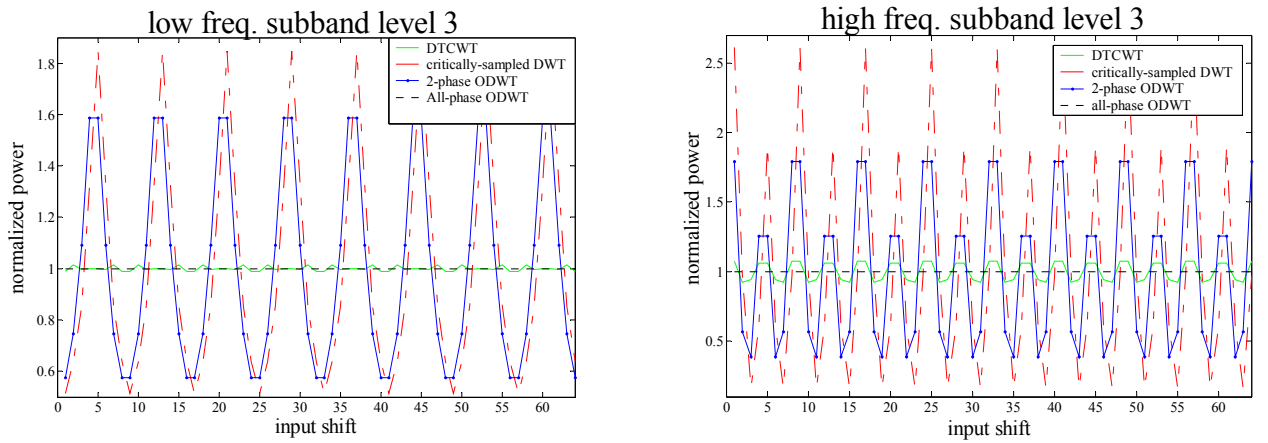 low freq. subband level 3
DTCWT
critically-sampled DWT
2-phase ODWT
All-phase ODWT
normalized power
1.8
1.6
1.4
1.2
1
0.8
0.6
0 5 10 15 20 25 30 35 40 45 50 55 60
input shift
high freq. subband level 3
DTCWT
critically-sampled DWT
2-phase ODWT
all-phase ODWT
normalized power
2.5
2
1.5
1
0.5
0 5 10 15 20 25 30 35 40 45 50 55 60
input shift